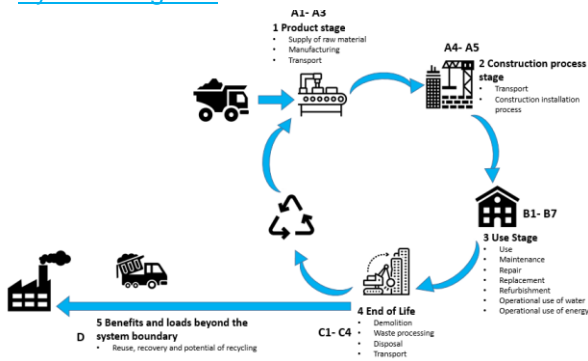 A1- A3
1 Product stage
• Supply of raw material
• Manufacturing
• Transport
A4- A5
2 Construction process
stage
• Transport
• Construction installation
process
B1- B7
3 Use Stage
• Use
• Maintenance
• Repair
• Replacement
• Refurbishment
• Operational use of water
• Operational use of energy
4 End of Life
C1- C4
• Demolition
• Waste processing
• Disposal
• Transport
5 Benefits and loads beyond the
D system boundary
• Reuse, recovery and potential of recycling